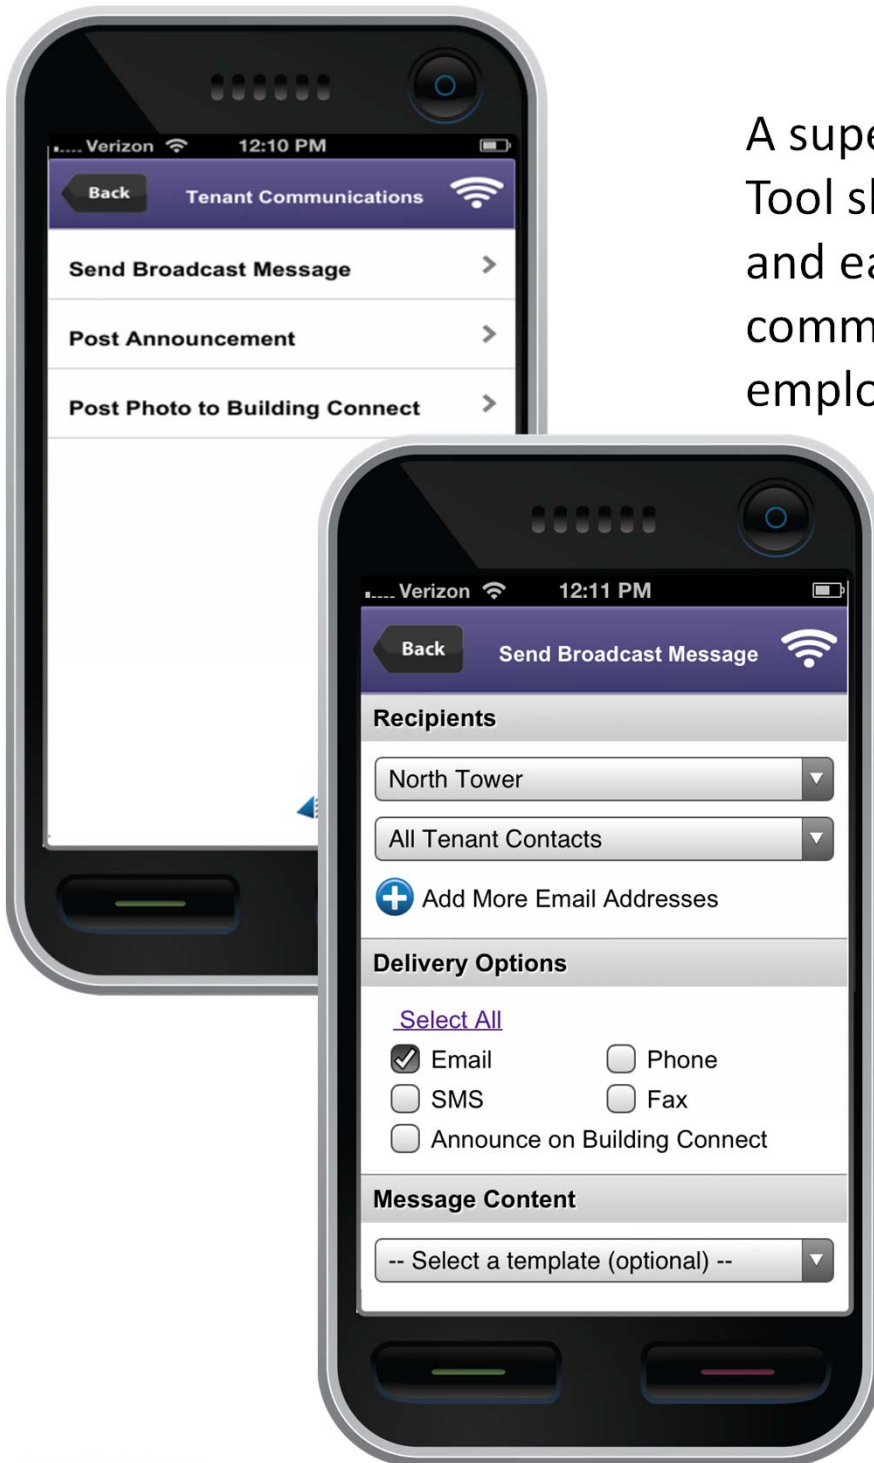 A supe
Tool sl
and ea
comm
emplo
Verizon 12:10 PM
Back Tenant Communications
Send Broadcast Message
Post Announcement
Post Photo to Building Connect
Verizon 12:11 PM
Back Send Broadcast Message
Recipients
North Tower
All Tenant Contacts
Add More Email Addresses
Delivery Options
Select All
Email Phone
SMS Fax
Announce on Building Connect
Message Content
-- Select a template (optional) --